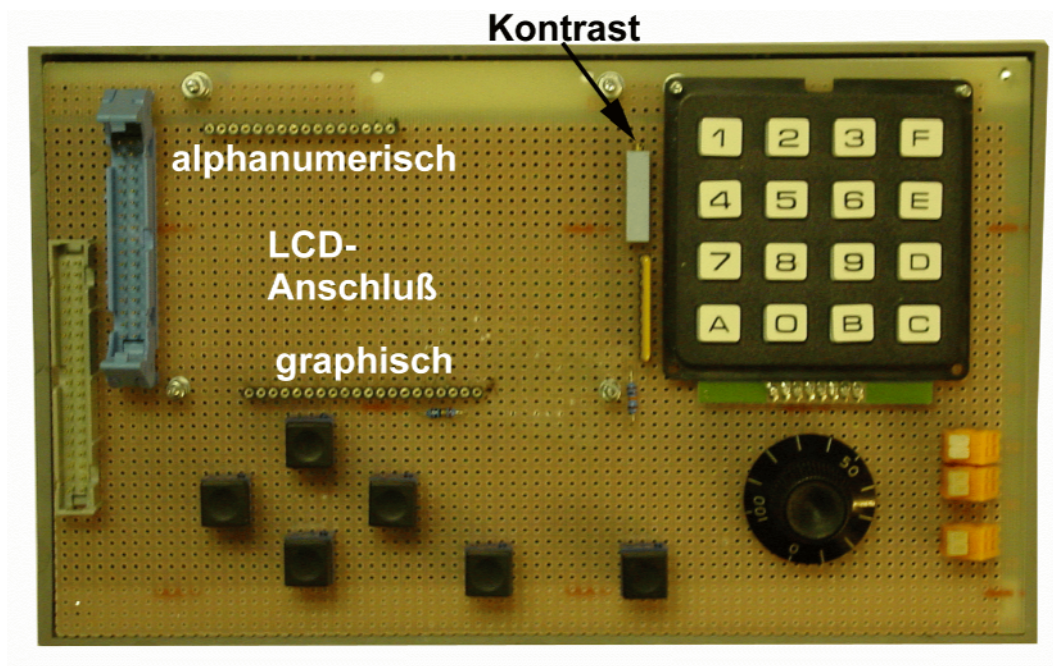 Kontrast
alphanumerisch
LCD-
Anschluß
graphisch
1 2 3 F
4 5 6 E
7 8 9 D
A 0 B C
50
100
0